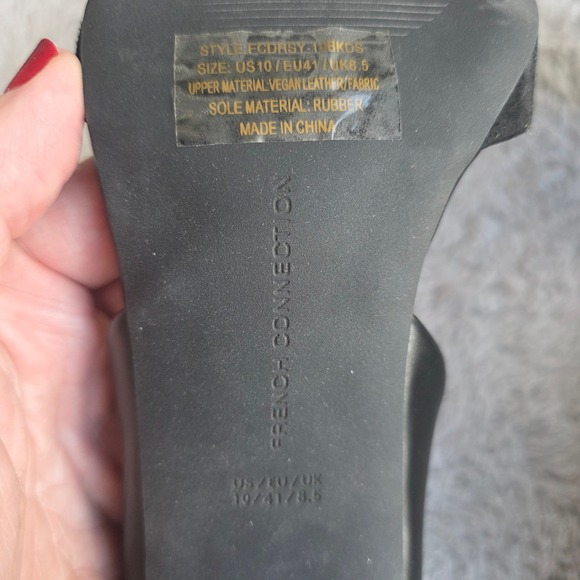 SIZE: US10 / EU41 / UK8.5
UPPER MATERIAL:VEGAN LEATHER/FABRIC
SOLE MATERIAL: RUBBER
MADE IN CHINA
FRENCH CONNECTION
US/EU/UK
10/41/8.5